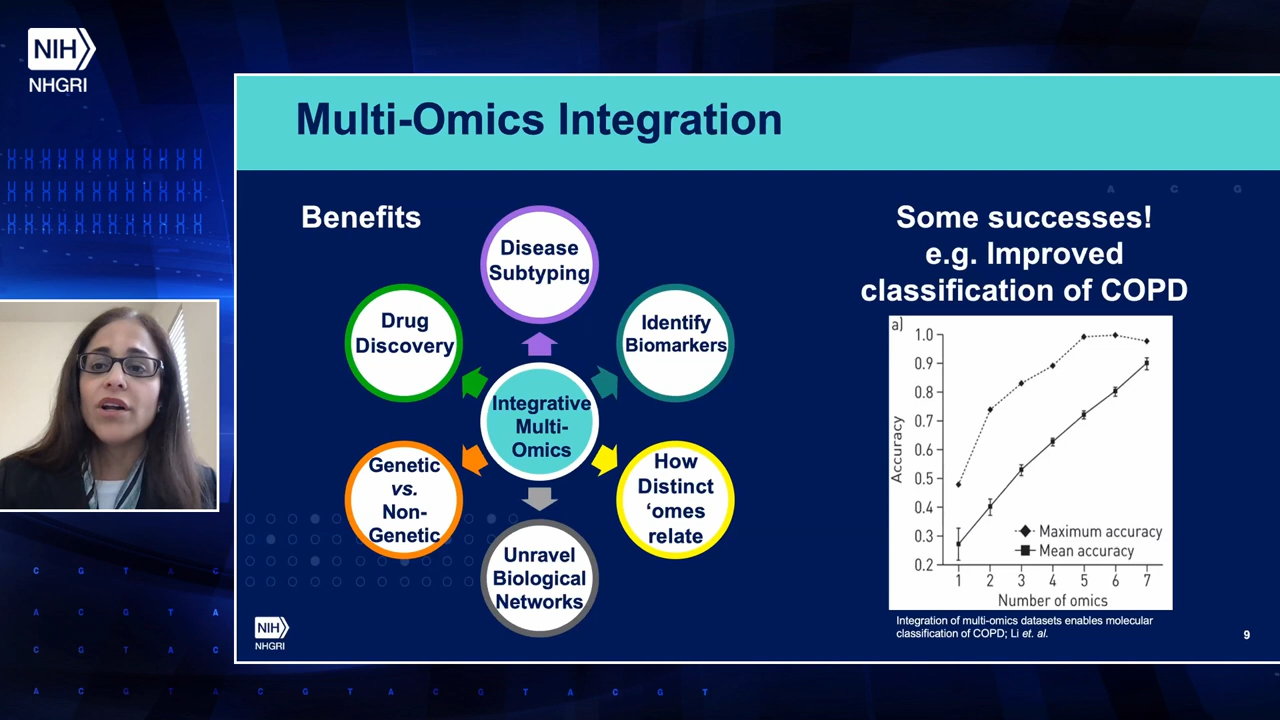 NIH
NHGRI
Multi-Omics Integration
Benefits
Disease
Subtyping
Drug
Discovery
Identify
Biomarkers
Integrative
Multi-
Omics
Genetic
vs.
Non-
Genetic
How
Distinct
‘omes
relate
Unravel
Biological
Networks
A C G
Some successes!
e.g. Improved
classification of COPD
a)
1.0
0.9
0.8
0.7
0.6
0.5
0.4
0.3
0.2
Accuracy
Maximum accuracy
Mean accuracy
1 2 3 4 5 6 7
Number of omics
Integration of multi-omics datasets enables molecular
classification of COPD; Li et. al.
NIH
NHGRI
9
C G T A C
A C G T A
C G T A C
A C G T A C G T A C G T A C G T